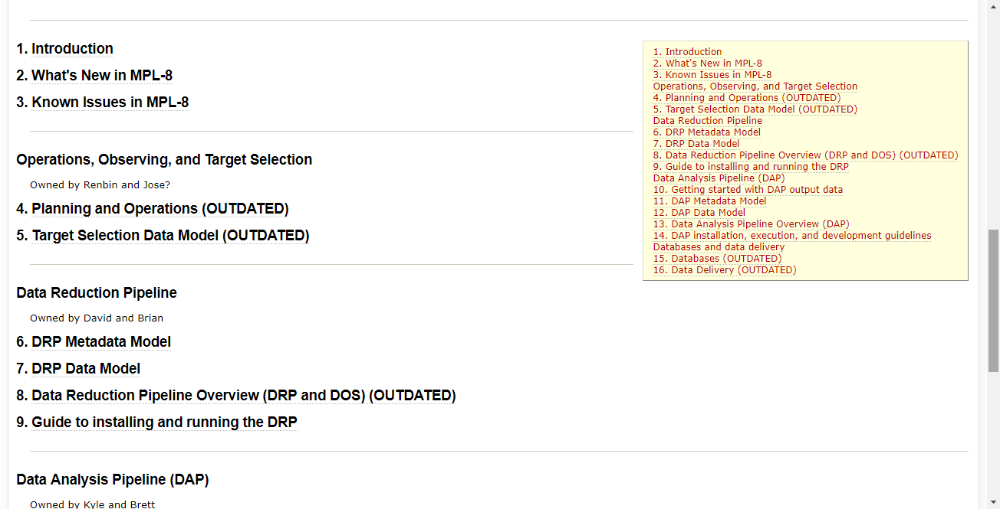 1. Introduction
2. What's New in MPL-8
3. Known Issues in MPL-8
Operations, Observing, and Target Selection
Owned by Renbin and Jose?
4. Planning and Operations (OUTDATED)
5. Target Selection Data Model (OUTDATED)
Data Reduction Pipeline
Owned by David and Brian
6. DRP Metadata Model
7. DRP Data Model
8. Data Reduction Pipeline Overview (DRP and DOS) (OUTDATED)
9. Guide to installing and running the DRP
Data Analysis Pipeline (DAP)
Owned by Kyle and Brett
1. Introduction
2. What's New in MPL-8
3. Known Issues in MPL-8
Operations, Observing, and Target Selection
4. Planning and Operations (OUTDATED)
5. Target Selection Data Model (OUTDATED)
Data Reduction Pipeline
6. DRP Metadata Model
7. DRP Data Model
8. Data Reduction Pipeline Overview (DRP and DOS) (OUTDATED)
9. Guide to installing and running the DRP
Data Analysis Pipeline (DAP)
10. Getting started with DAP output data
11. DAP Metadata Model
12. DAP Data Model
13. Data Analysis Pipeline Overview (DAP)
14. DAP installation, execution, and development guidelines
Databases and data delivery
15. Databases (OUTDATED)
16. Data Delivery (OUTDATED)